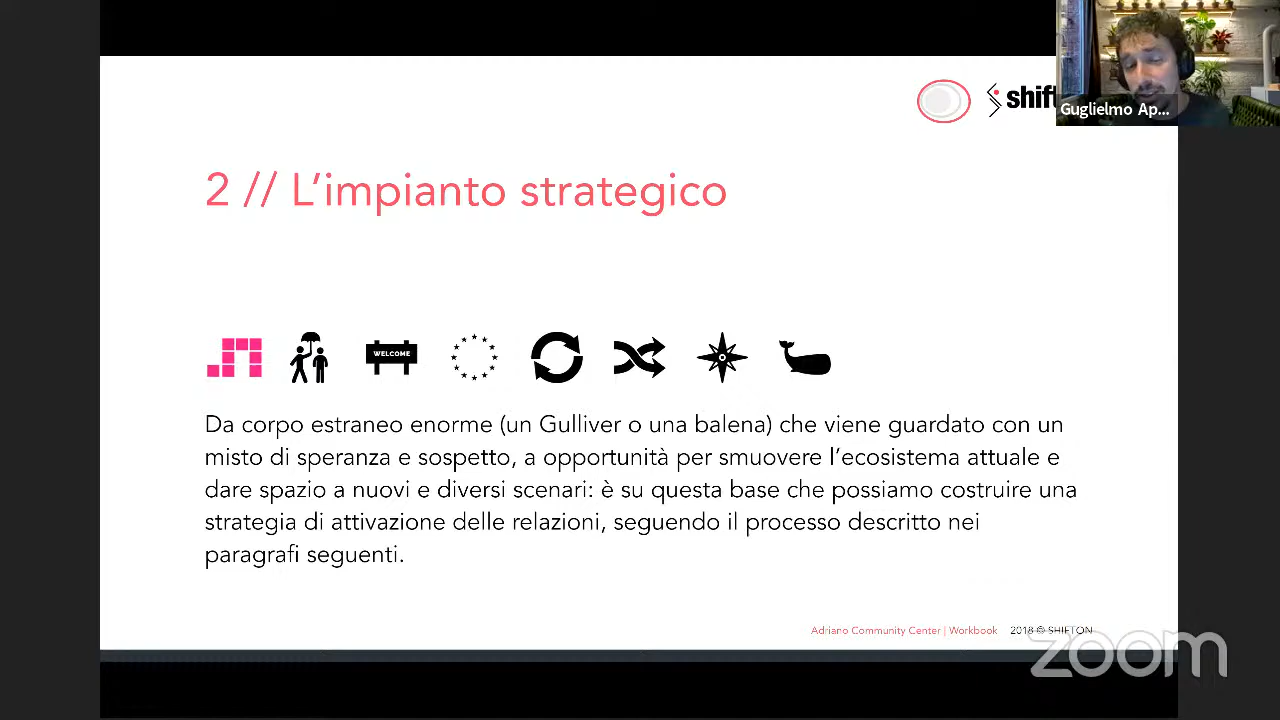 shift
Guglielmo Ap...
2 // L’impianto strategico
WELCOME
Da corpo estraneo enorme (un Gulliver o una balena) che viene guardato con un
misto di speranza e sospetto, a opportunità per smuovere l’ecosistema attuale e
dare spazio a nuovi e diversi scenari: è su questa base che possiamo costruire una
strategia di attivazione delle relazioni, seguendo il processo descritto nei
paragrafi seguenti.
Adriano Community Center | Workbook 2018 © SHIFTON
zoom